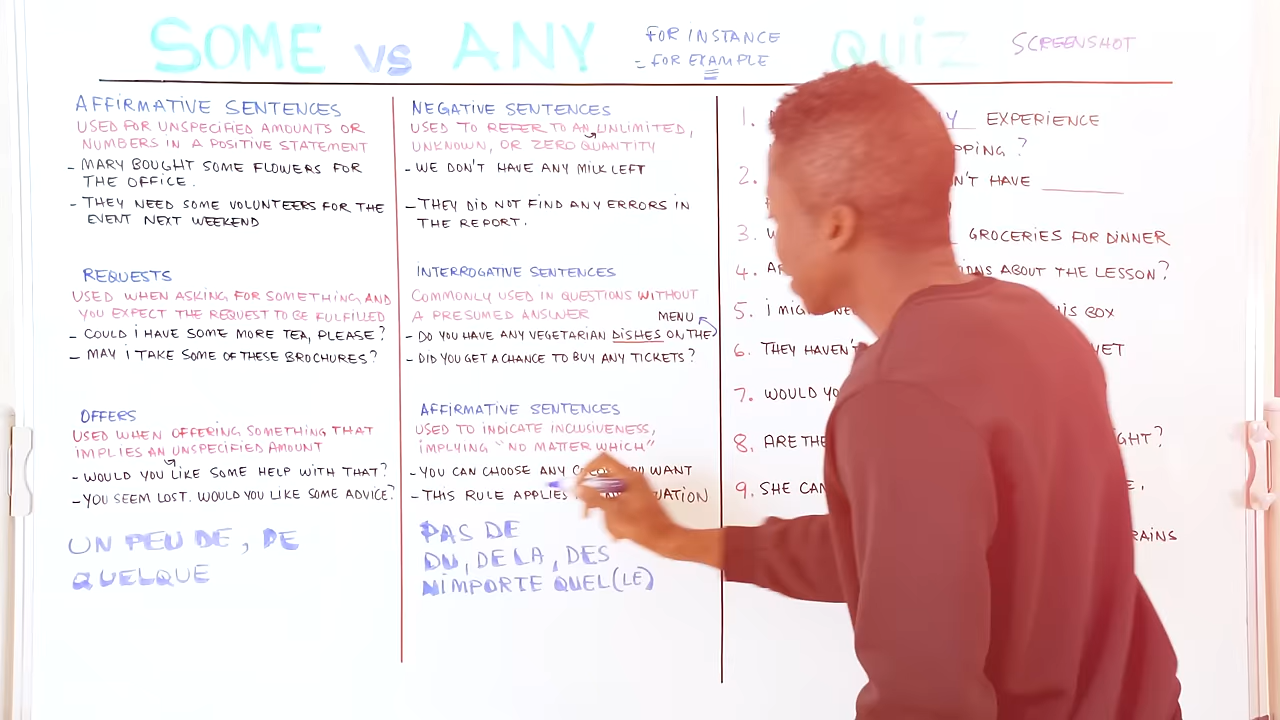 SOME vs ANY
FOR INSTANCE
= FOR EXAMPLE
QUIZ
SCREENSHOT
AFFIRMATIVE SENTENCES
USED FOR UNSPECIFIED AMOUNTS OR
NUMBERS IN A POSITIVE STATEMENT
- MARY BOUGHT SOME FLOWERS FOR
THE OFFICE.
- THEY NEED SOME VOLUNTEERS FOR THE
EVENT NEXT WEEKEND
REQUESTS
USED WHEN ASKING FOR SOMETHING AND
YOU EXPECT THE REQUEST TO BE FULFILLED
- COULD I HAVE SOME MORE TEA, PLEASE?
- MAY I TAKE SOME OF THESE BROCHURES?
OFFERS
USED WHEN OFFERING SOMETHING THAT
IMPLIES AN UNSPECIFIED AMOUNT
- WOULD YOU LIKE SOME HELP WITH THAT?
- YOU SEEM LOST. WOULD YOU LIKE SOME ADVICE?
UN PEU DE, DE
QUELQUE
NEGATIVE SENTENCES
USED TO REFER TO AN UNLIMITED,
UNKNOWN, OR ZERO QUANTITY
- WE DON'T HAVE ANY MILK LEFT
- THEY DID NOT FIND ANY ERRORS IN
THE REPORT.
INTERROGATIVE SENTENCES
COMMONLY USED IN QUESTIONS WITHOUT
A PRESUMED ANSWER
MENU
- DO YOU HAVE ANY VEGETARIAN DISHES ON THE
- DID YOU GET A CHANCE TO BUY ANY TICKETS?
AFFIRMATIVE SENTENCES
USED TO INDICATE INCLUSIVENESS,
IMPLYING "NO MATTER WHICH"
- YOU CAN CHOOSE ANY YOU WANT
- THIS RULE APPLIES
PAS DE
DU, DE LA, DES
N'IMPORTE QUEL(LE)
1. EXPERIENCE
?
2. N'T HAVE ________
3. GROCERIES FOR DINNER
4. ABOUT THE LESSON?
5. I BOX
6. THEY HAVEN'T
7. WOULD
8. ARE
9. SHE